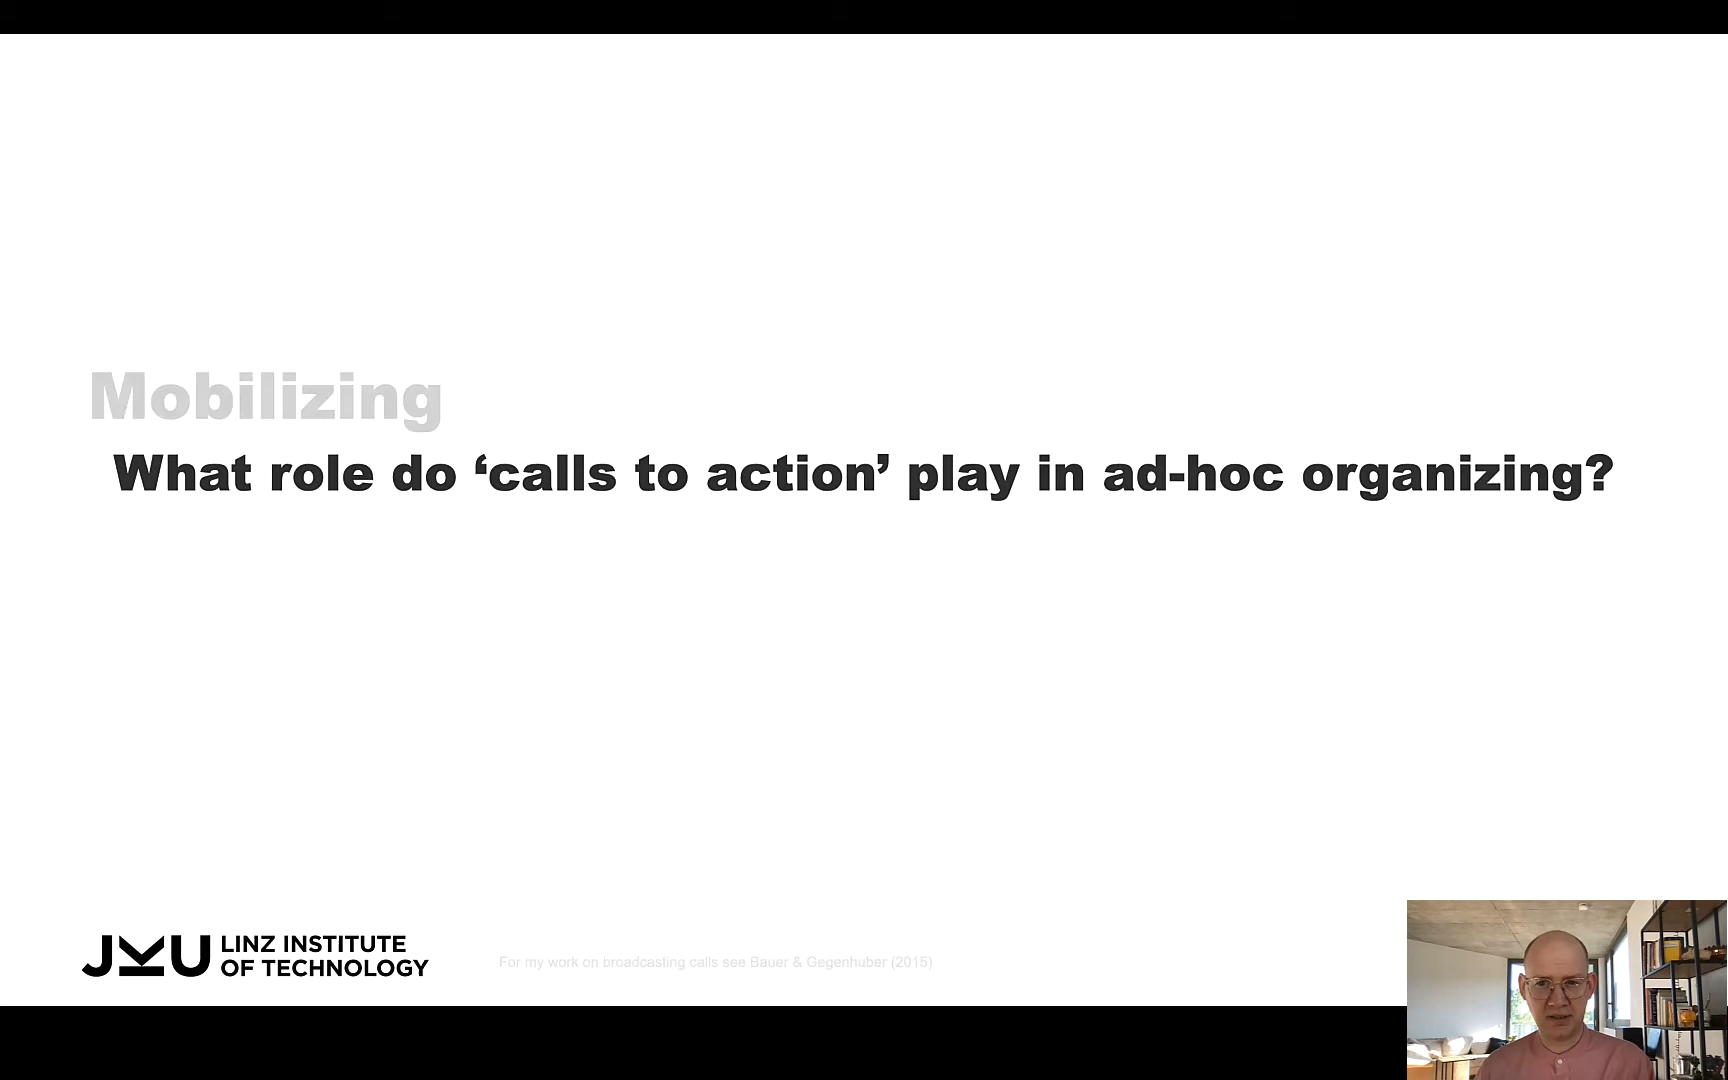 Mobilizing
What role do ‘calls to action’ play in ad-hoc organizing?
JKU LINZ INSTITUTE
OF TECHNOLOGY
For my work on broadcasting calls see Bauer & Gegenhuber (2015)